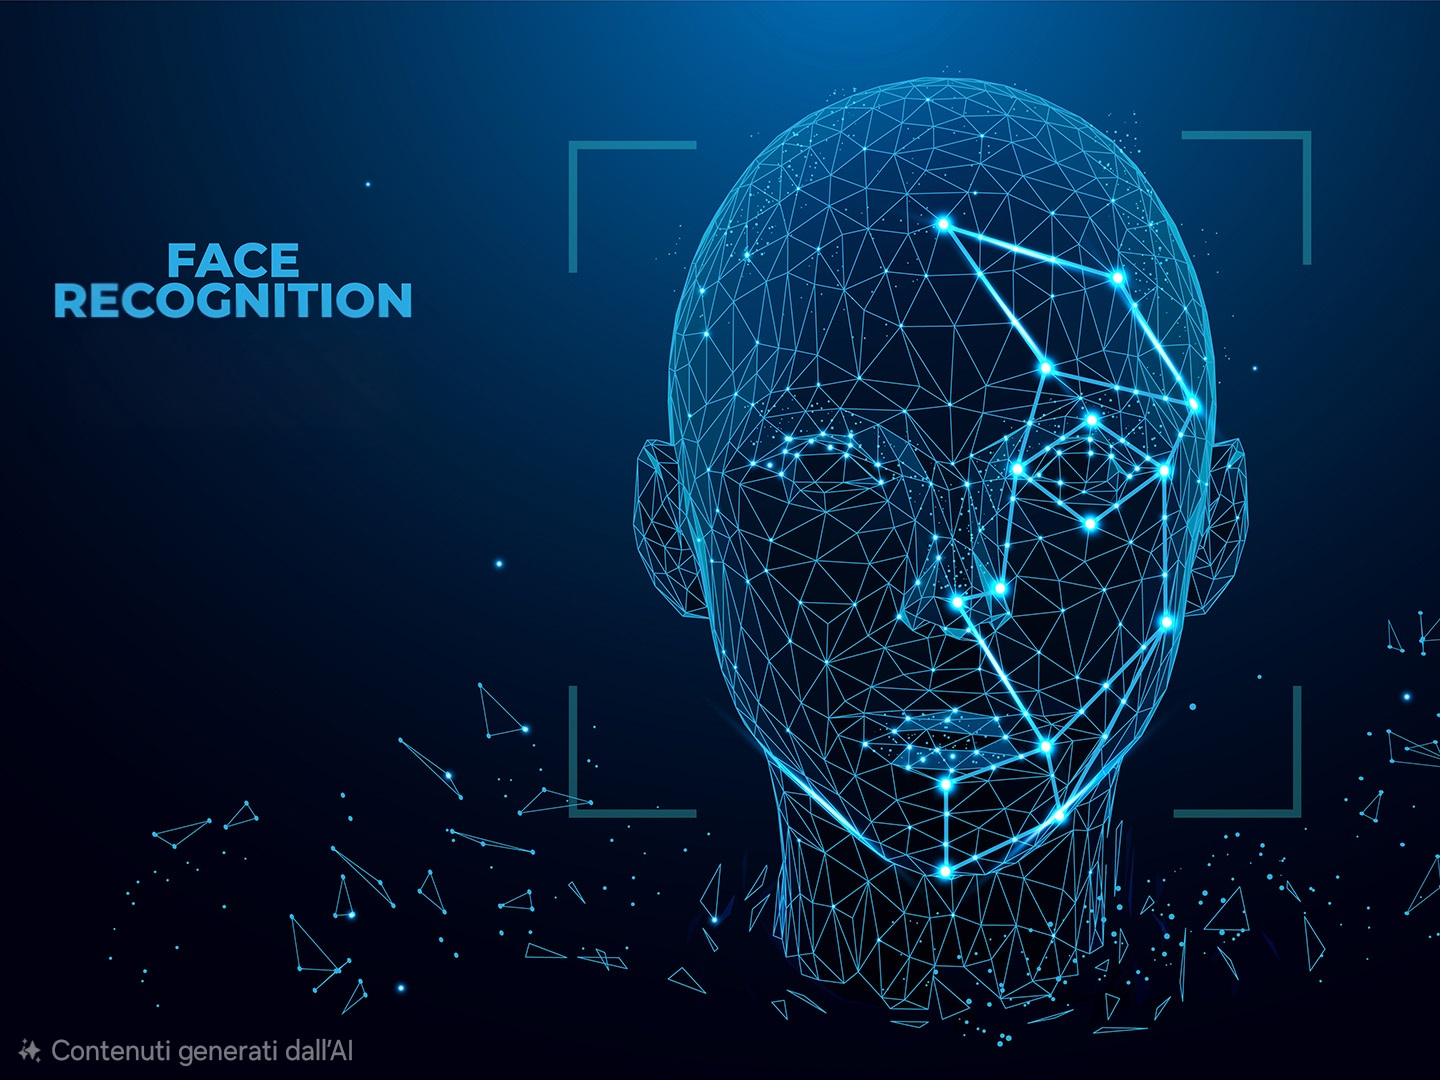 FACE
RECOGNITION
Contenuti generati dall'AI